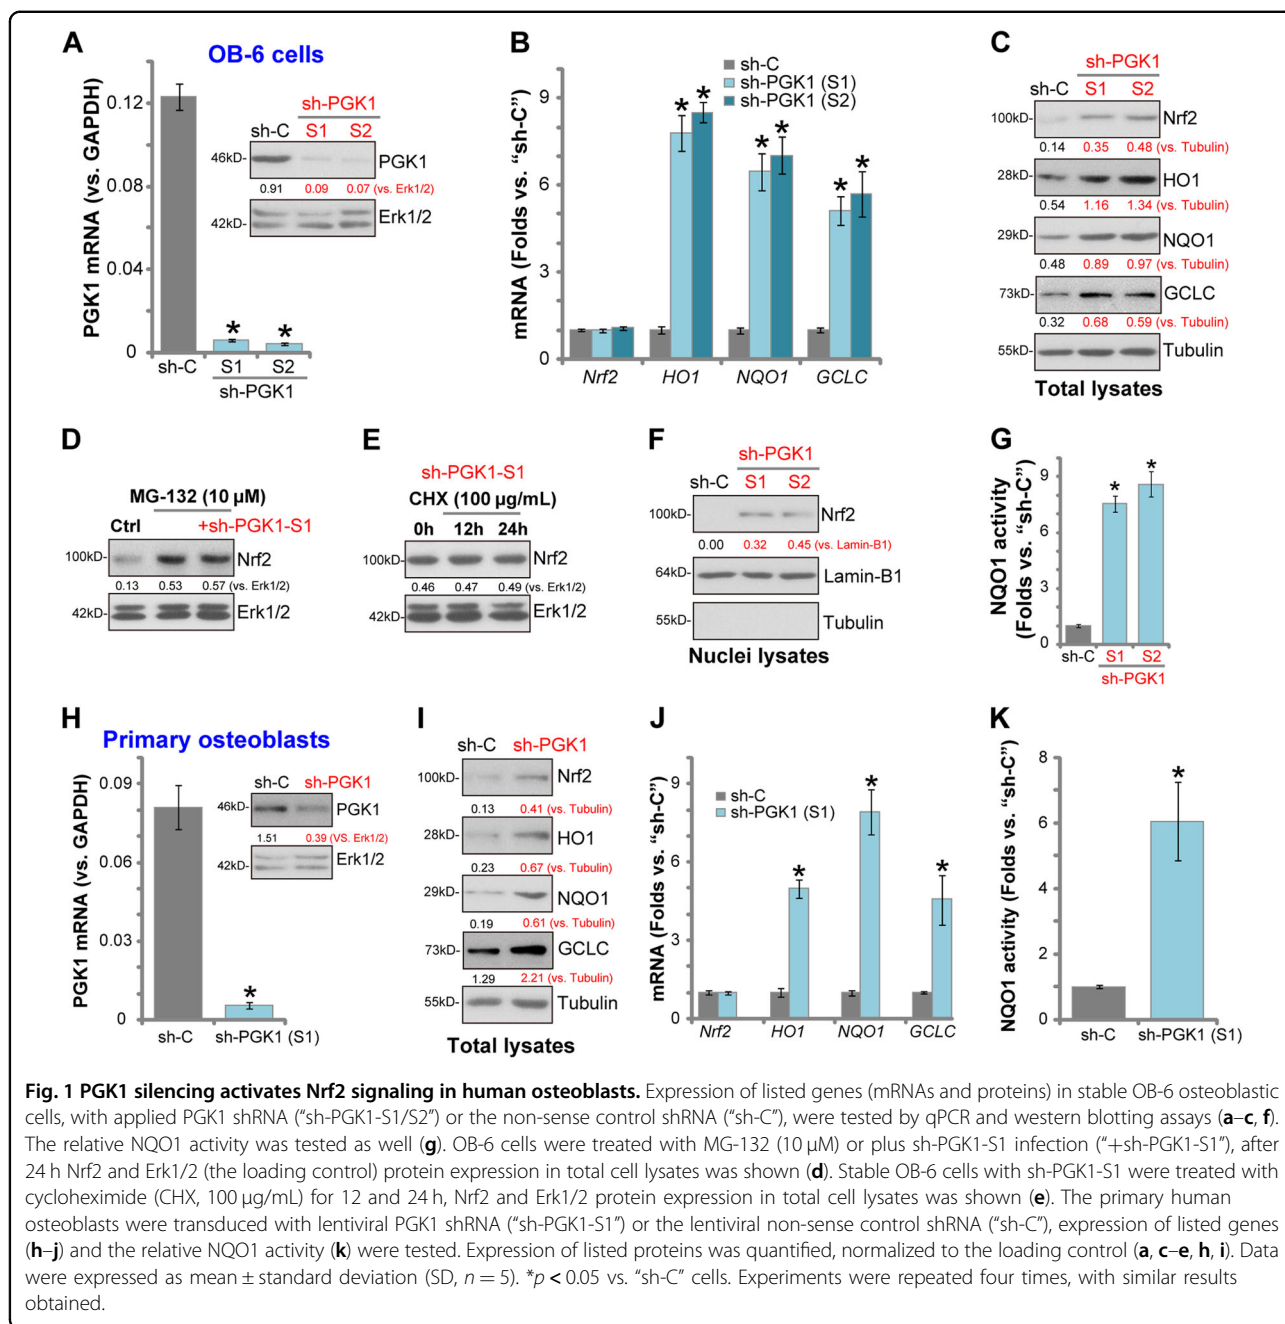 A
OB-6 cells
PGK1 mRNA (vs. GAPDH)
0.12
0.08
0.04
0
* *
sh-C S1 S2
sh-PGK1
sh-PGK1
sh-C S1 S2
46kD- PGK1
0.91 0.09 0.07 (vs. Erk1/2)
42kD- Erk1/2
B
sh-C
sh-PGK1 (S1)
sh-PGK1 (S2)
mRNA (Folds vs. “sh-C”)
9
6
3
0
* * * * * *
Nrf2 HO1 NQO1 GCLC
C
sh-PGK1
sh-C S1 S2
100kD- Nrf2
0.14 0.35 0.48 (vs. Tubulin)
28kD- HO1
0.54 1.16 1.34 (vs. Tubulin)
29kD- NQO1
0.48 0.89 0.97 (vs. Tubulin)
73kD- GCLC
0.32 0.68 0.59 (vs. Tubulin)
55kD- Tubulin
Total lysates
D
MG-132 (10 µM)
Ctrl +sh-PGK1-S1
100kD- Nrf2
0.13 0.53 0.57 (vs. Erk1/2)
42kD- Erk1/2
E
sh-PGK1-S1
CHX (100 µg/mL)
0h 12h 24h
100kD- Nrf2
0.46 0.47 0.49 (vs. Erk1/2)
42kD- Erk1/2
F
sh-PGK1
sh-C S1 S2
100kD- Nrf2
0.00 0.32 0.45 (vs. Lamin-B1)
64kD- Lamin-B1
55kD- Tubulin
Nuclei lysates
G
NQO1 activity
(Folds vs. “sh-C”)
9
6
3
0
* *
sh-C S1 S2
sh-PGK1
H
Primary osteoblasts
PGK1 mRNA (vs. GAPDH)
0.09
0.06
0.03
0
*
sh-C sh-PGK1 (S1)
sh-C sh-PGK1
46kD- PGK1
1.51 0.39 (VS. Erk1/2)
42kD- Erk1/2
I
sh-C sh-PGK1
100kD- Nrf2
0.13 0.41 (vs. Tubulin)
28kD- HO1
0.23 0.67 (vs. Tubulin)
29kD- NQO1
0.19 0.61 (vs. Tubulin)
73kD- GCLC
1.29 2.21 (vs. Tubulin)
55kD- Tubulin
Total lysates
J
sh-C
sh-PGK1 (S1)
mRNA (Folds vs. “sh-C”)
9
6
3
0
* * *
Nrf2 HO1 NQO1 GCLC
K
NQO1 activity (Folds vs. “sh-C”)
8
6
4
2
0
*
sh-C sh-PGK1 (S1)
Fig. 1 PGK1 silencing activates Nrf2 signaling in human osteoblasts. Expression of listed genes (mRNAs and proteins) in stable OB-6 osteoblastic
cells, with applied PGK1 shRNA (“sh-PGK1-S1/S2”) or the non-sense control shRNA (“sh-C”), were tested by qPCR and western blotting assays (a–c, f).
The relative NQO1 activity was tested as well (g). OB-6 cells were treated with MG-132 (10 µM) or plus sh-PGK1-S1 infection (“+sh-PGK1-S1”), after
24 h Nrf2 and Erk1/2 (the loading control) protein expression in total cell lysates was shown (d). Stable OB-6 cells with sh-PGK1-S1 were treated with
cycloheximide (CHX, 100 µg/mL) for 12 and 24 h, Nrf2 and Erk1/2 protein expression in total cell lysates was shown (e). The primary human
osteoblasts were transduced with lentiviral PGK1 shRNA (“sh-PGK1-S1”) or the lentiviral non-sense control shRNA (“sh-C”), expression of listed genes
(h–j) and the relative NQO1 activity (k) were tested. Expression of listed proteins was quantified, normalized to the loading control (a, c–e, h, i). Data
were expressed as mean ± standard deviation (SD, n = 5). *p < 0.05 vs. “sh-C” cells. Experiments were repeated four times, with similar results
obtained.